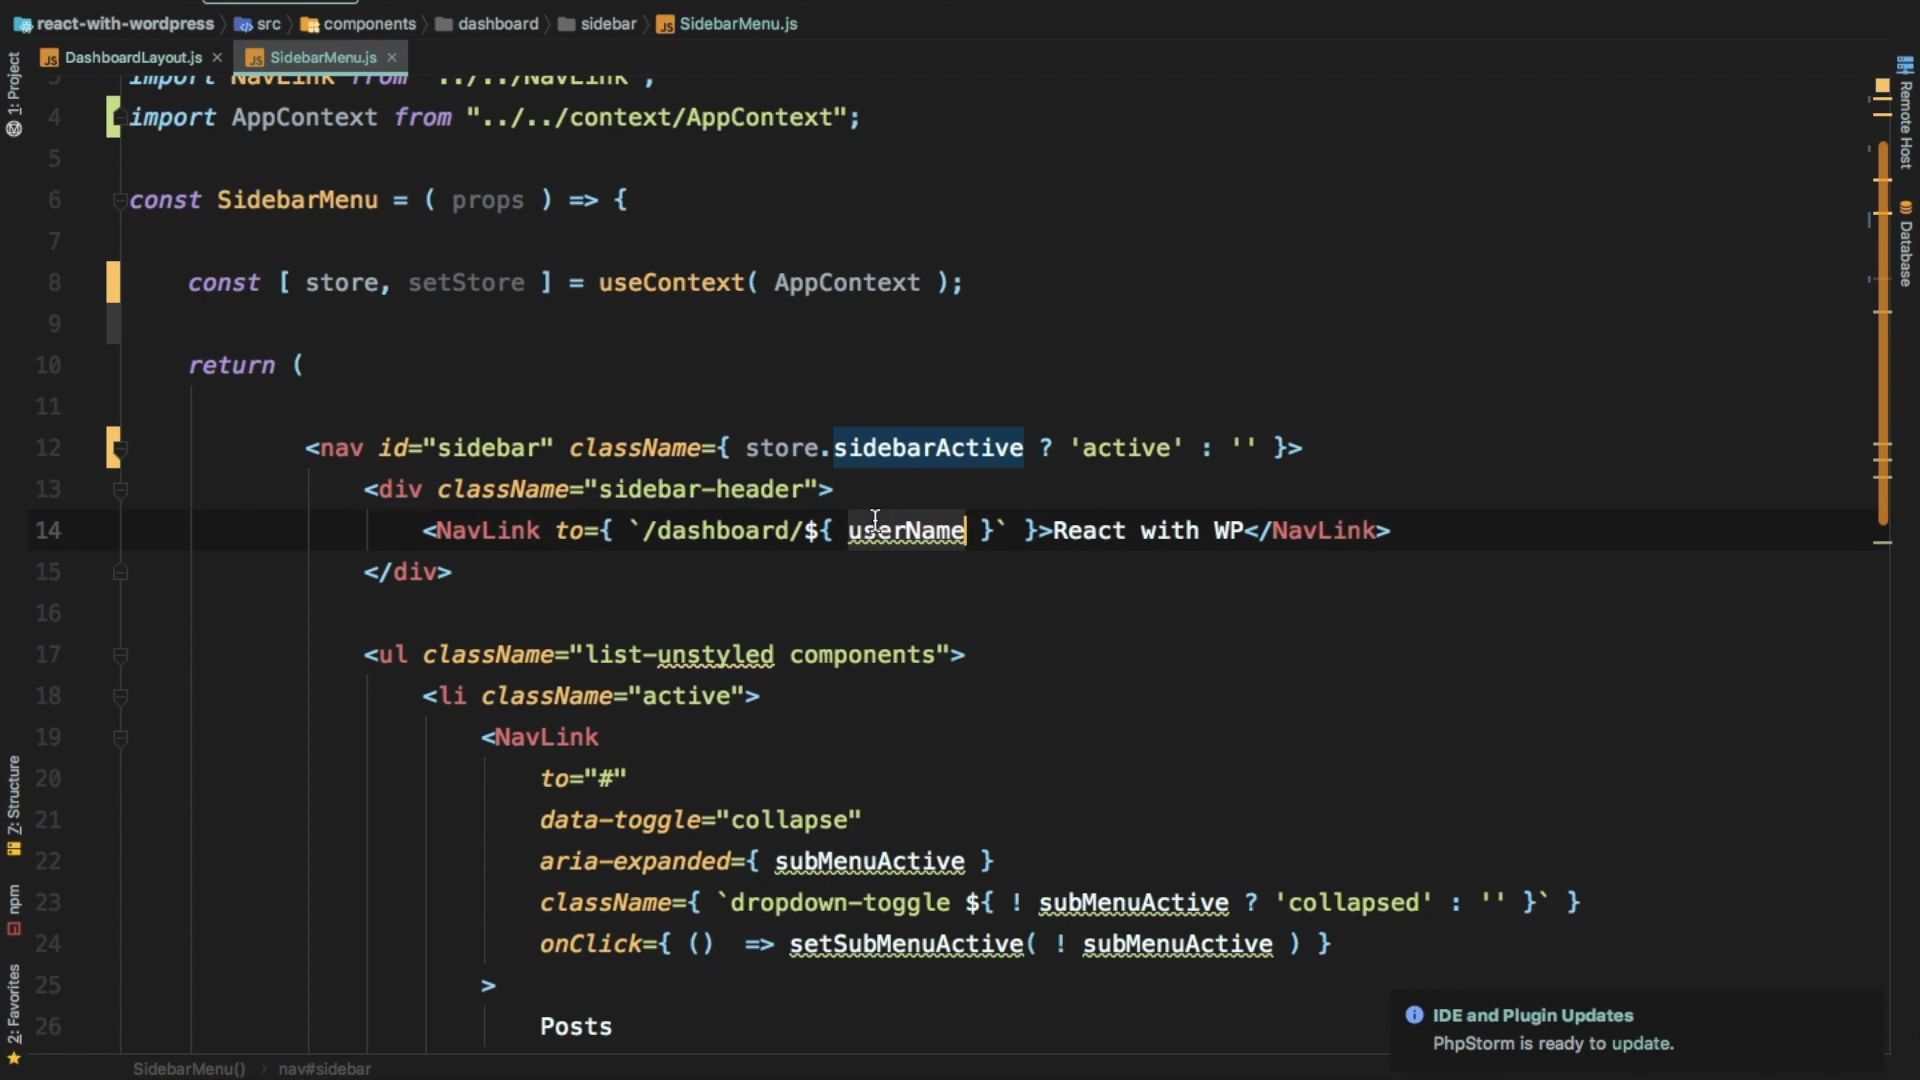 react-with-wordpress src components dashboard sidebar SidebarMenu.js
DashboardLayout.js × SidebarMenu.js ×
3 import NavLink from "../../NavLink";
4 import AppContext from "../../context/AppContext";
5
6 const SidebarMenu = ( props ) => {
7
8 const [ store, setStore ] = useContext( AppContext );
9
10 return (
11
12 <nav id="sidebar" className={ store.sidebarActive ? 'active' : '' }>
13 <div className="sidebar-header">
14 <NavLink to={ `/dashboard/${ userName }` }>React with WP</NavLink>
15 </div>
16
17 <ul className="list-unstyled components">
18 <li className="active">
19 <NavLink
20 to="#"
21 data-toggle="collapse"
22 aria-expanded={ subMenuActive }
23 className={ `dropdown-toggle ${ ! subMenuActive ? 'collapsed' : '' }` }
24 onClick={ () => setSubMenuActive( ! subMenuActive ) }
25 >
26 Posts
SidebarMenu() nav#sidebar
1: Project
Z: Structure
npm
2: Favorites
Remote Host
Database
IDE and Plugin Updates
PhpStorm is ready to update.